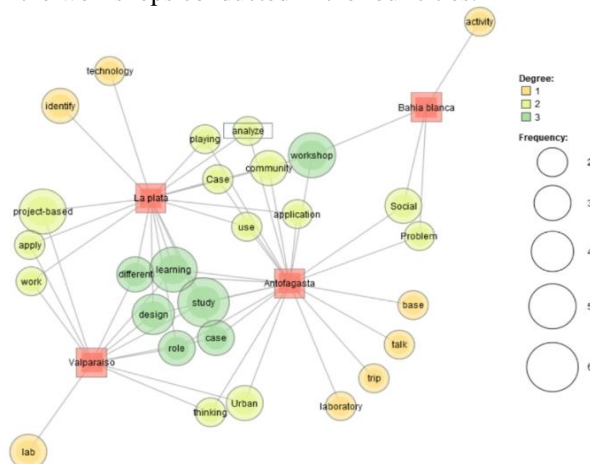 activity
technology
identify
Bahia blanca
Degree:
1
2
3
Frequency:
2
3
4
5
6
playing
analyze
workshop
community
Case
La plata
project-based
application
Social
use
Problem
apply
work
different
learning
Antofagasta
study
base
design
case
role
talk
Valparaiso
trip
laboratory
Urban
thinking
lab